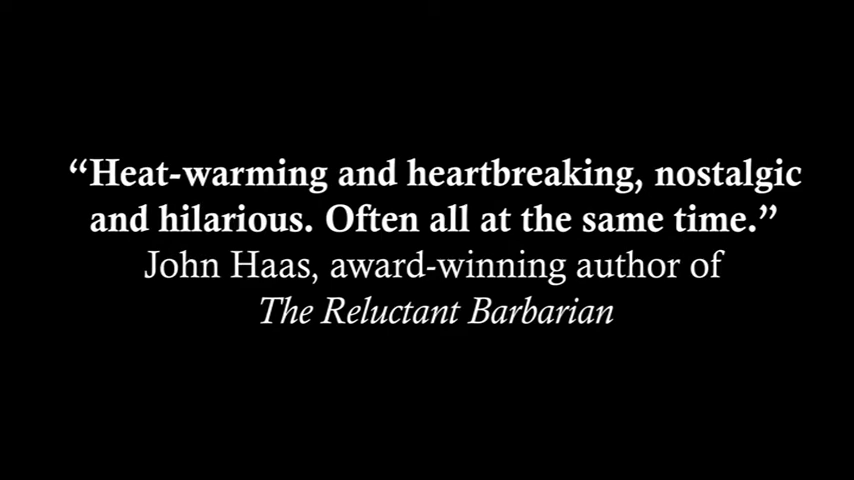 “Heat-warming and heartbreaking, nostalgic
and hilarious. Often all at the same time.”
John Haas, award-winning author of
The Reluctant Barbarian